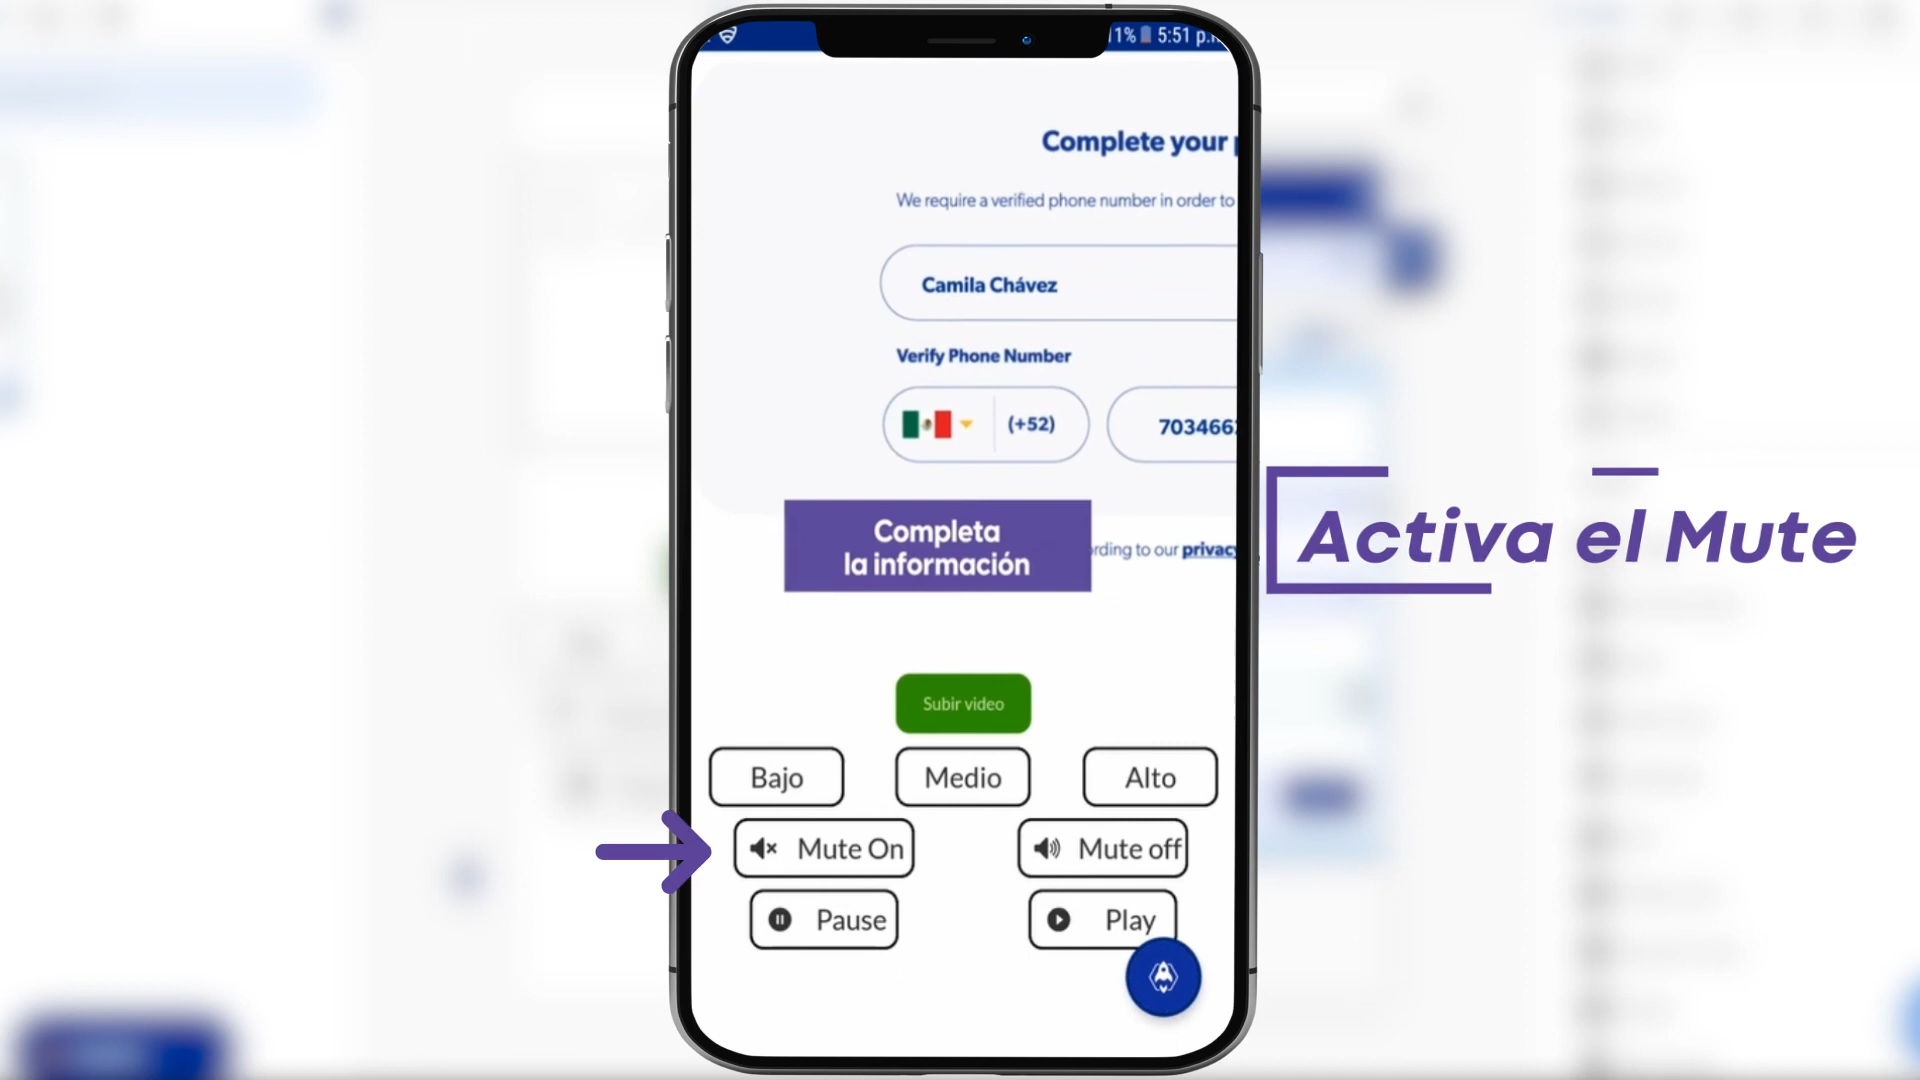 1% 5:51 p.
Complete your
We require a verified phone number in order to
Camila Chávez
Verify Phone Number
(+52)
703466
Completa
la información
rding to our privacy
Activa el Mute
Subir video
Bajo
Medio
Alto
Mute On
Mute off
Pause
Play